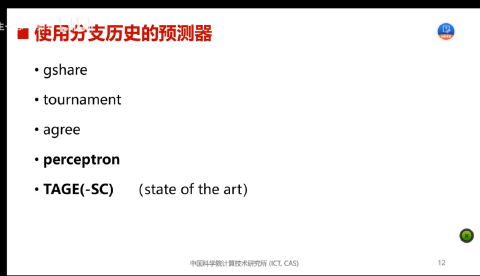 使用分支历史的预测器
• gshare
• tournament
• agree
• perceptron
• TAGE(-SC) （state of the art）
中国科学院计算技术研究所 (ICT, CAS)
12